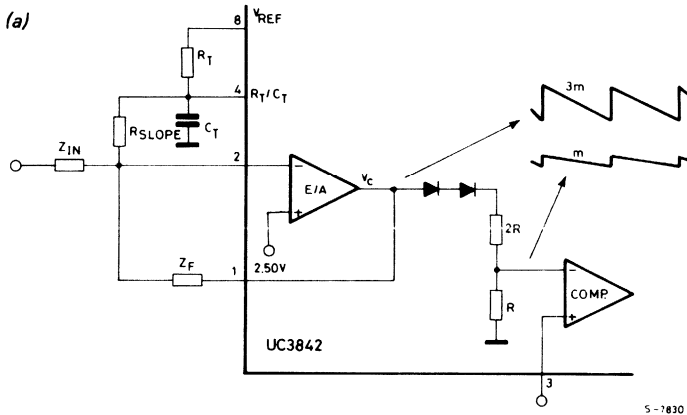 (a)
8
VREF
RT
4
RT/CT
RSLOPE
CT
3m
ZIN
2
m
E/A
VC
2R
ZF
1
2.50V
R
COMP.
UC3842
3
S-7830